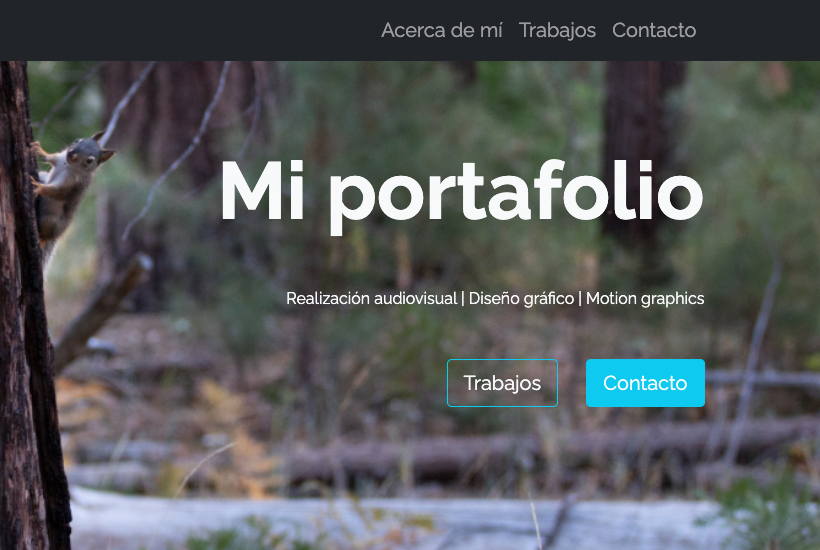 Acerca de mí Trabajos Contacto
Mi portafolio
Realización audiovisual | Diseño gráfico | Motion graphics
Trabajos Contacto